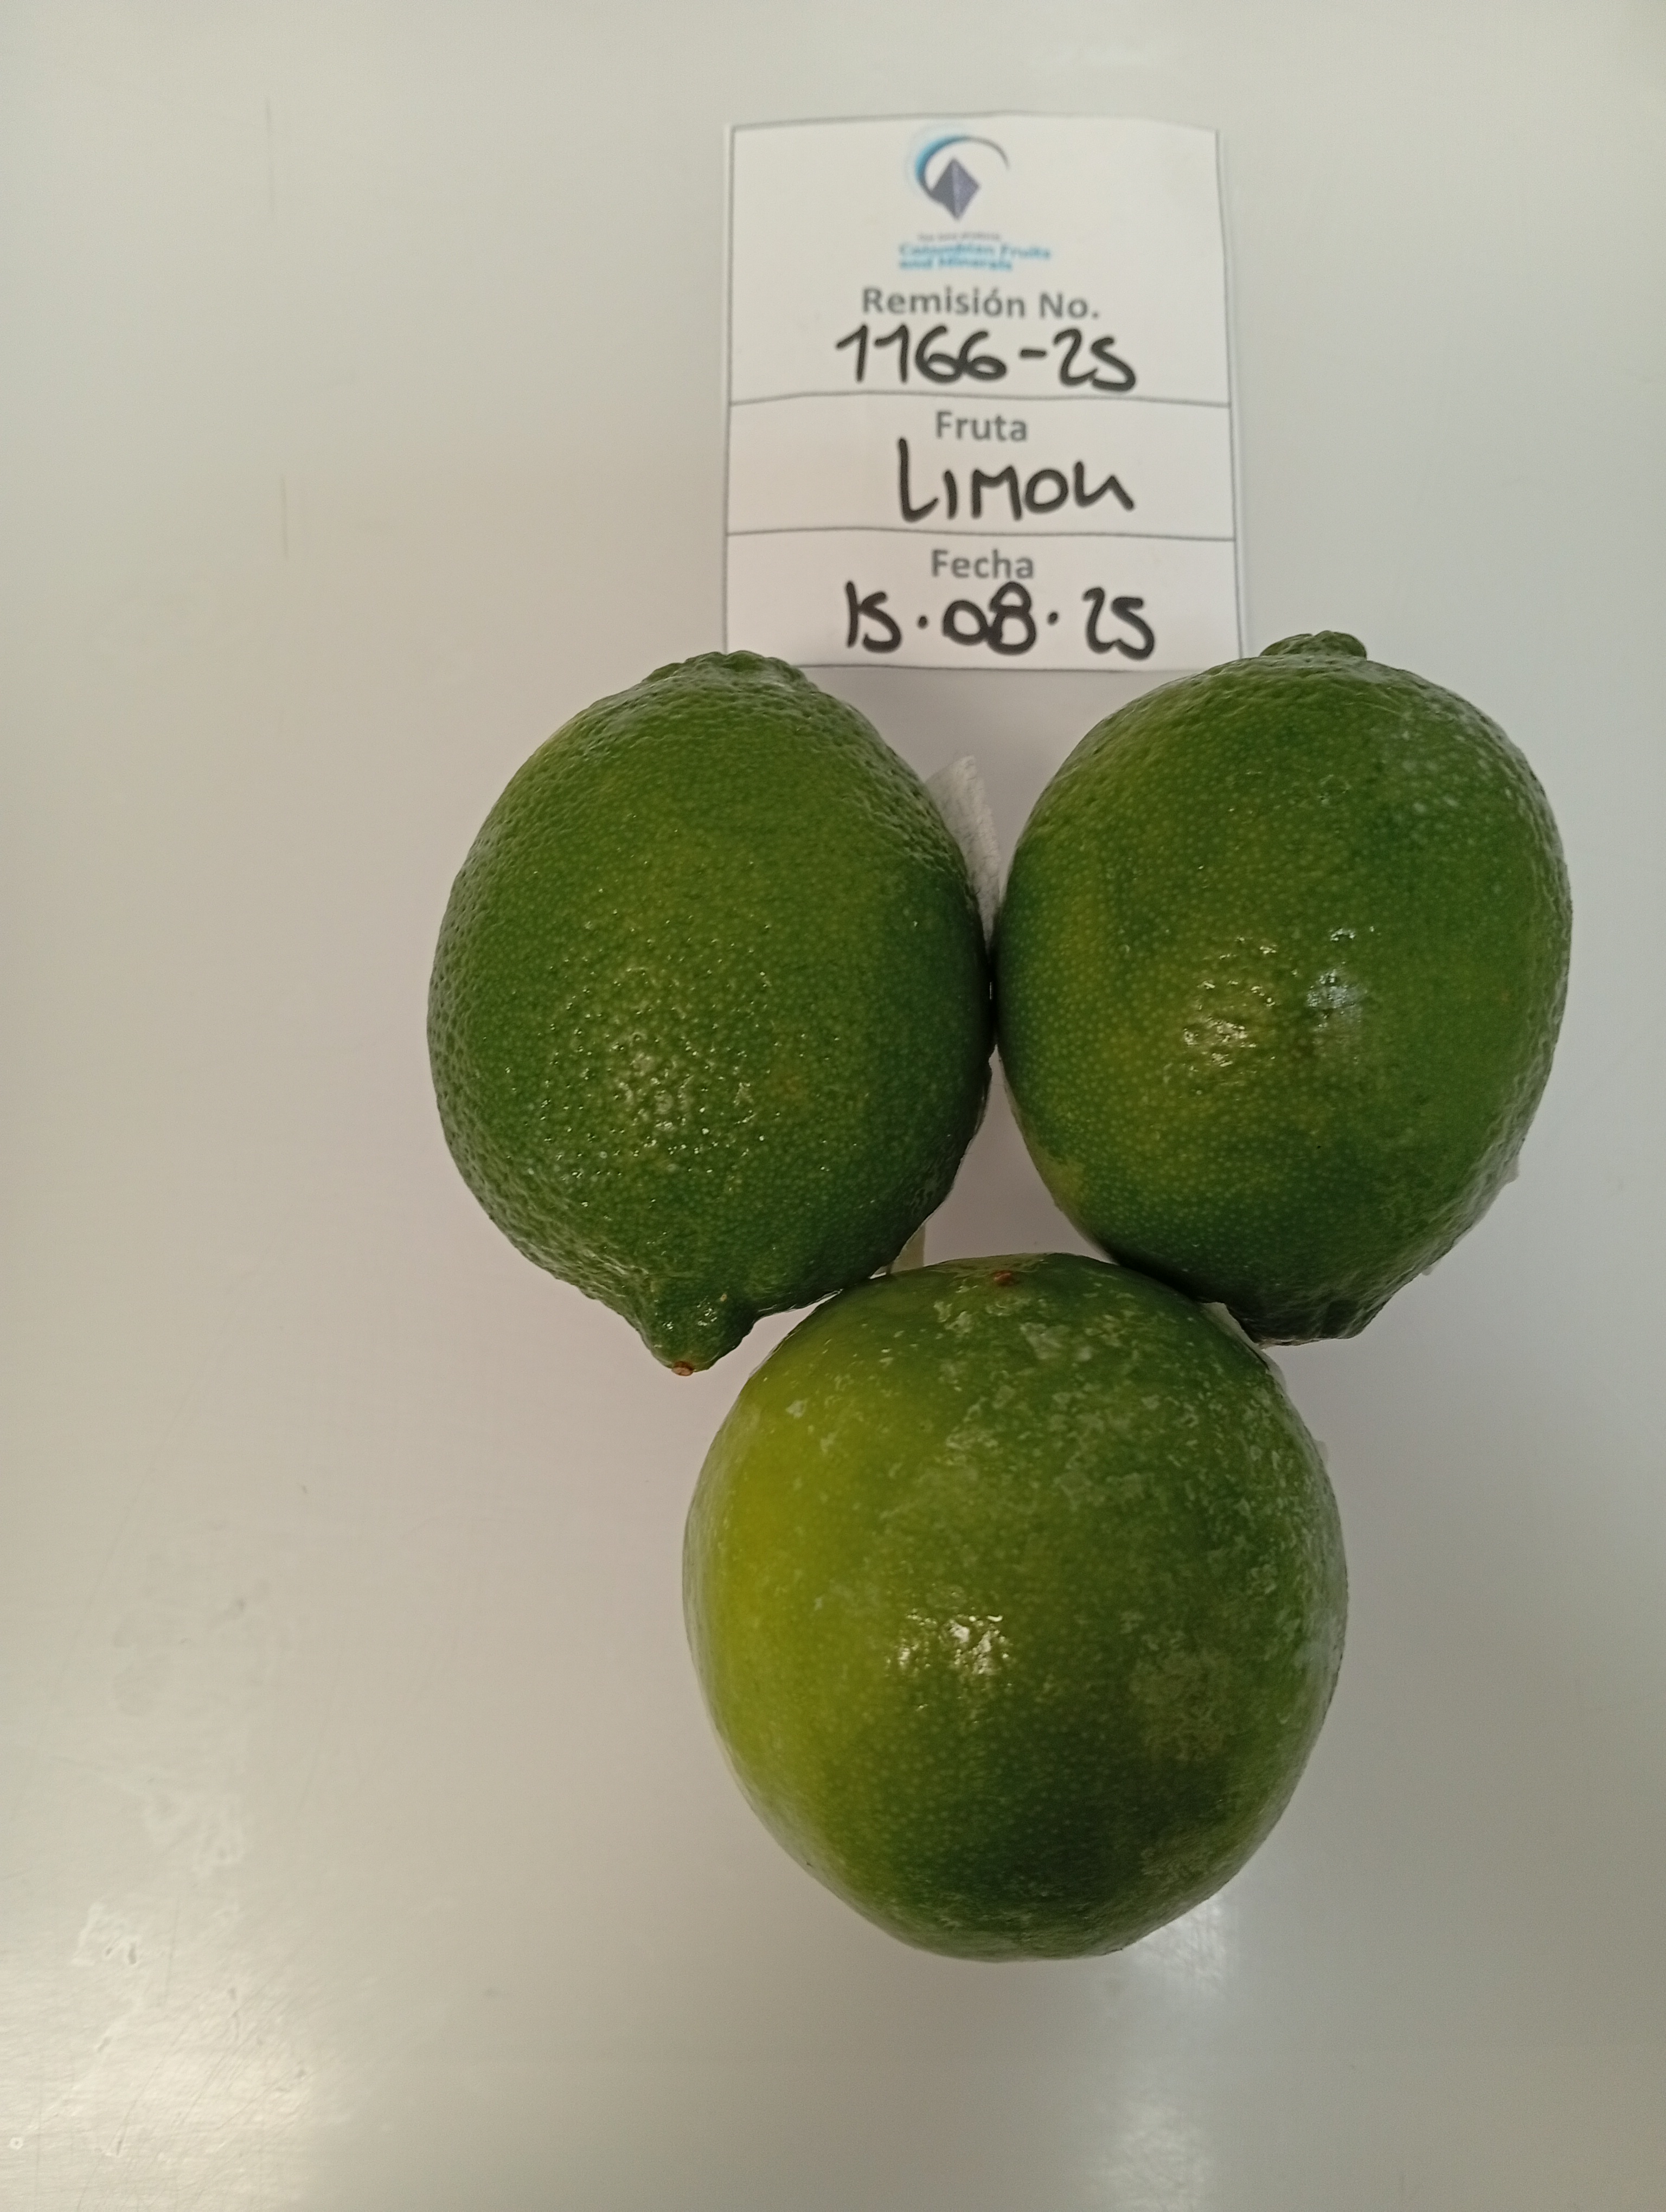 Colombian Fruits
and Minerals
Remisión No.
1166-25
Fruta
LIMON
Fecha
15.08.25